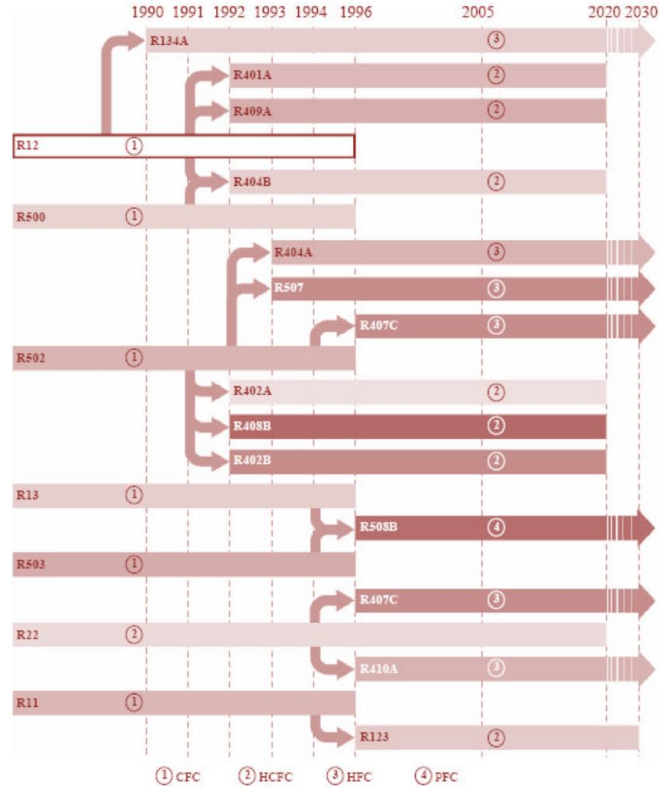 1990 1991 1992 1993 1994 1996 2005 2020 2030
R134A 3
R401A 2
R409A 2
R12 1
R404B 2
R500 1
R404A 3
R507 3
R407C 3
R502 1
R402A 2
R408B 2
R402B 2
R13 1
R508B 4
R503 1
R407C 3
R22 2
R410A 3
R11 1
R123 2
1 CFC 2 HCFC 3 HFC 4 PFC